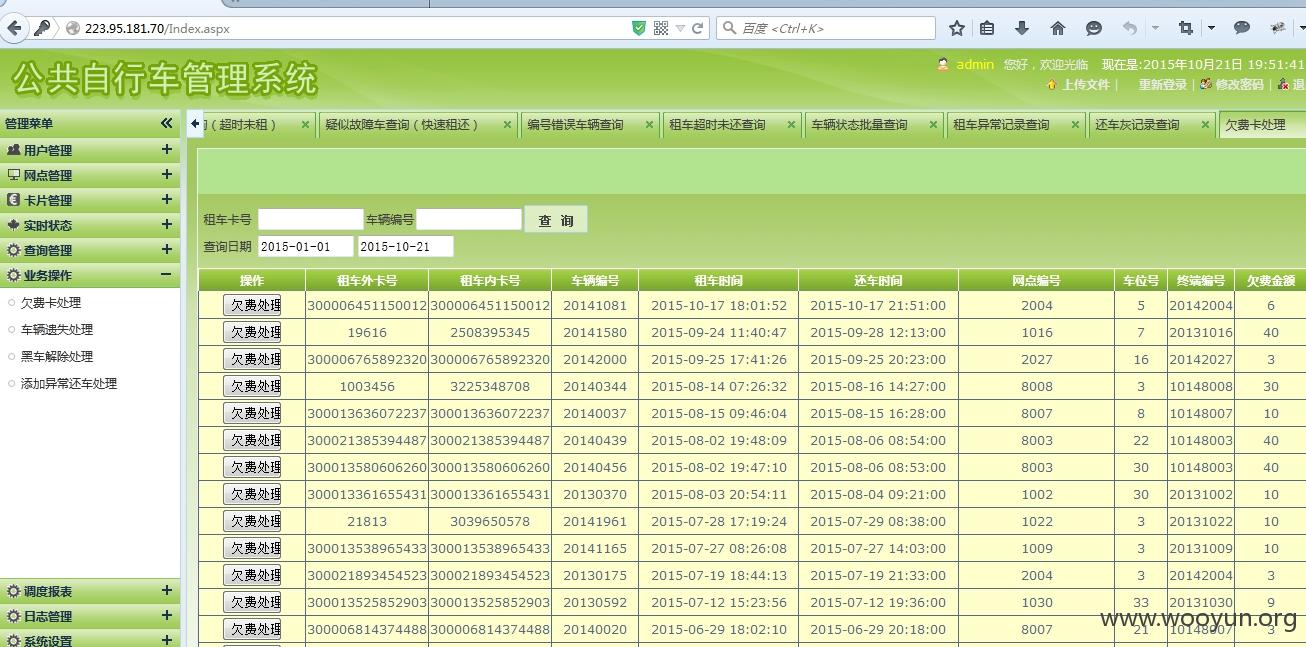 223.95.181.70/Index.aspx
百度 <Ctrl+K>
公共自行车管理系统
admin 您好，欢迎光临 现在是:2015年10月21日 19:51:41
上传文件 | 重新登录 | 修改密码 | 退
管理菜单
用户管理
网点管理
卡片管理
实时状态
查询管理
业务操作
欠费卡处理
车辆遗失处理
黑车解除处理
添加异常还车处理
调度报表
日志管理
系统设置
（超时未租） 疑似故障车查询（快速租还） 编号错误车辆查询 租车超时未还查询 车辆状态批量查询 租车异常记录查询 还车灰记录查询 欠费卡处理
租车卡号 车辆编号 查 询
查询日期 2015-01-01 2015-10-21
操作 租车外卡号 租车内卡号 车辆编号 租车时间 还车时间 网点编号 车位号 终端编号 欠费金额
欠费处理 300006451150012 300006451150012 20141081 2015-10-17 18:01:52 2015-10-17 21:51:00 2004 5 20142004 6
欠费处理 19616 2508395345 20141580 2015-09-24 11:40:47 2015-09-28 12:13:00 1016 7 20131016 40
欠费处理 300006765892320 300006765892320 20142000 2015-09-25 17:41:26 2015-09-25 20:23:00 2027 16 20142027 3
欠费处理 1003456 3225348708 20140344 2015-08-14 07:26:32 2015-08-16 14:27:00 8008 3 10148008 30
欠费处理 300013636072237 300013636072237 20140037 2015-08-15 09:46:04 2015-08-15 16:28:00 8007 8 10148007 10
欠费处理 300021385394487 300021385394487 20140439 2015-08-02 19:48:09 2015-08-06 08:54:00 8003 22 10148003 40
欠费处理 300013580606260 300013580606260 20140456 2015-08-02 19:47:10 2015-08-06 08:53:00 8003 30 10148003 40
欠费处理 300013361655431 300013361655431 20130370 2015-08-03 20:54:11 2015-08-04 09:21:00 1002 30 20131002 10
欠费处理 21813 3039650578 20141961 2015-07-28 17:19:24 2015-07-29 08:38:00 1022 3 20131022 10
欠费处理 300013538965433 300013538965433 20141165 2015-07-27 08:26:08 2015-07-27 14:03:00 1009 3 20131009 10
欠费处理 300021893454523 300021893454523 20130175 2015-07-19 18:44:13 2015-07-19 21:33:00 2004 3 20142004 3
欠费处理 300013525852903 300013525852903 20130592 2015-07-12 15:23:56 2015-07-12 19:36:00 1030 33 20131030 9
欠费处理 300006814374488 300006814374488 20140020 2015-06-29 18:02:10 2015-06-29 20:18:00 8007 21 10148007 3
www.wooyun.org